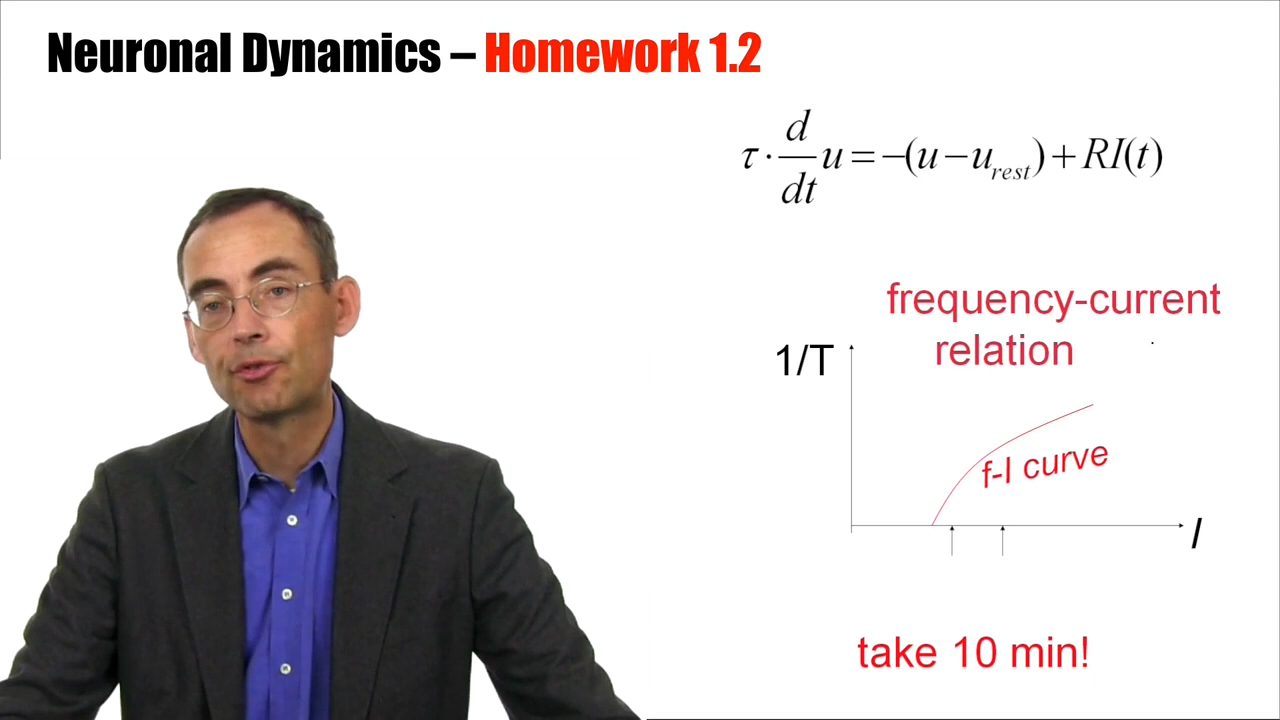 Neuronal Dynamics – Homework 1.2
τ · d/dt u = −(u − u_rest) + RI(t)
frequency-current
relation
1/T
f-I curve
I
take 10 min!